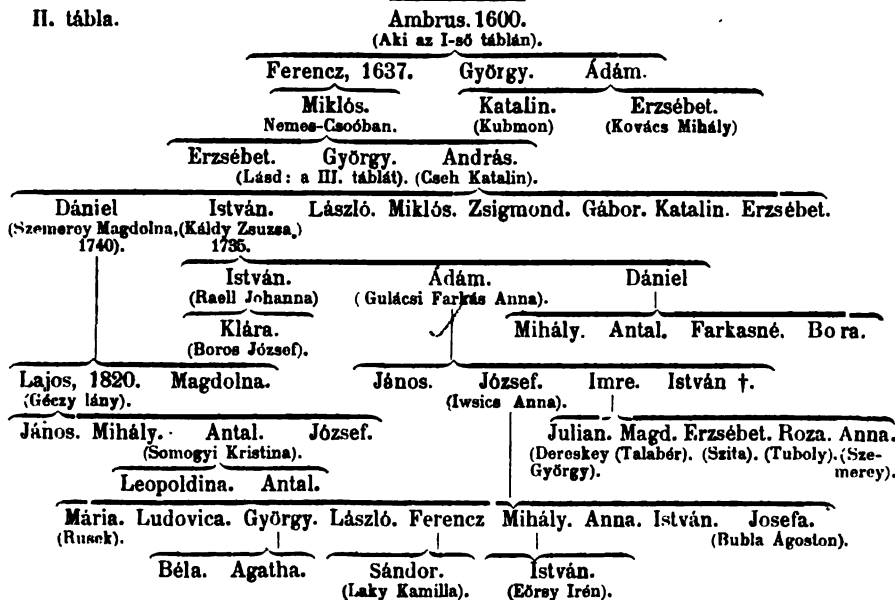 II. tábla.
Ambrus. 1600.
(Aki az I-ső táblán).
Ferencz, 1637. György. Ádám.
Miklós. Katalin. Erzsébet.
Nemes-Csoóban. (Kubmon) (Kovács Mihály)
Erzsébet. György. András.
(Lásd: a III. táblát). (Cseh Katalin).
Dániel István. László. Miklós. Zsigmond. Gábor. Katalin. Erzsébet.
(Szemercy Magdolna, (Káldy Zsuzsa,)
1740). 1735.
István. Ádám. Dániel
(Raell Johanna) (Gulácsi Farkas Anna).
Klára. Mihály. Antal. Farkasné. Bora.
(Boros József).
Lajos, 1820. Magdolna. János. József. Imre. István †.
(Géczy lány). (Iwsics Anna).
János. Mihály. Antal. József. Julian. Magd. Erzsébet. Roza. Anna.
(Somogyi Kristina). (Dereskey (Talabér). (Szita). (Tuboly). (Sze-
György). mercy).
Leopoldina. Antal.
Mária. Ludovica. György. László. Ferencz Mihály. Anna. István. Josefa.
(Rusek). (Rubla Ágoston).
Béla. Agatha. Sándor. István.
(Laky Kamilla). (Eörsy Irén).